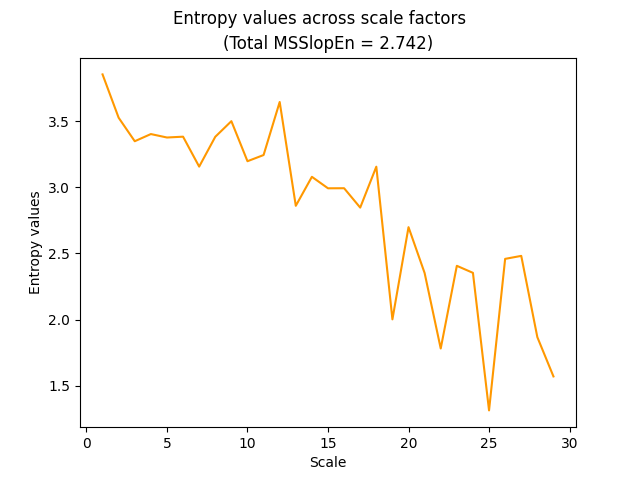 Entropy values across scale factors
(Total MSSlopEn = 2.742)
Entropy values
3.5
3.0
2.5
2.0
1.5
0 5 10 15 20 25 30
Scale